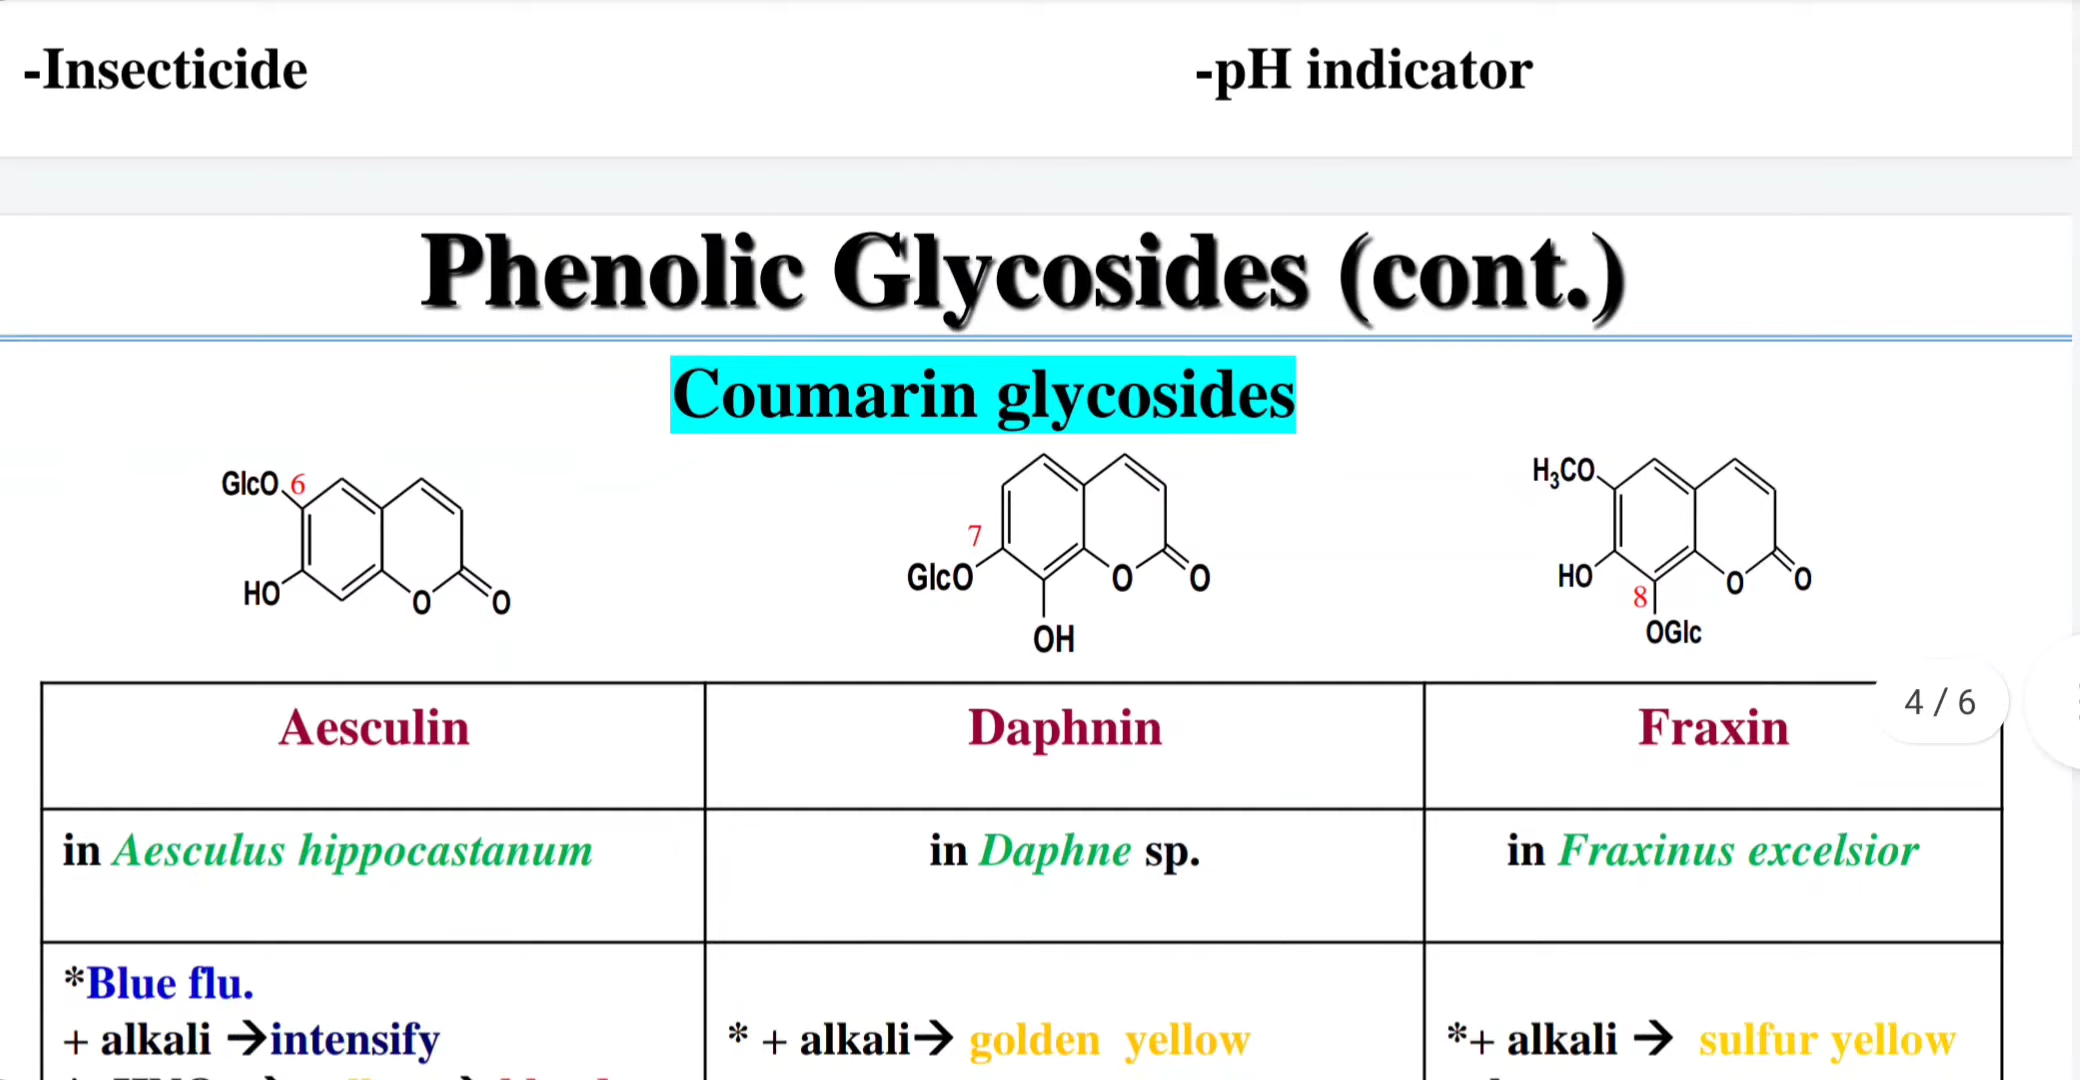 -Insecticide
-pH indicator
Phenolic Glycosides (cont.)
Coumarin glycosides
GlcO 6
HO
O
O
7
GlcO
O
O
OH
H₃CO
HO
8
O
O
OGlc
4 / 6
Aesculin
Daphnin
Fraxin
in Aesculus hippocastanum
in Daphne sp.
in Fraxinus excelsior
*Blue flu.
+ alkali →intensify
* + alkali→ golden yellow
*+ alkali → sulfur yellow